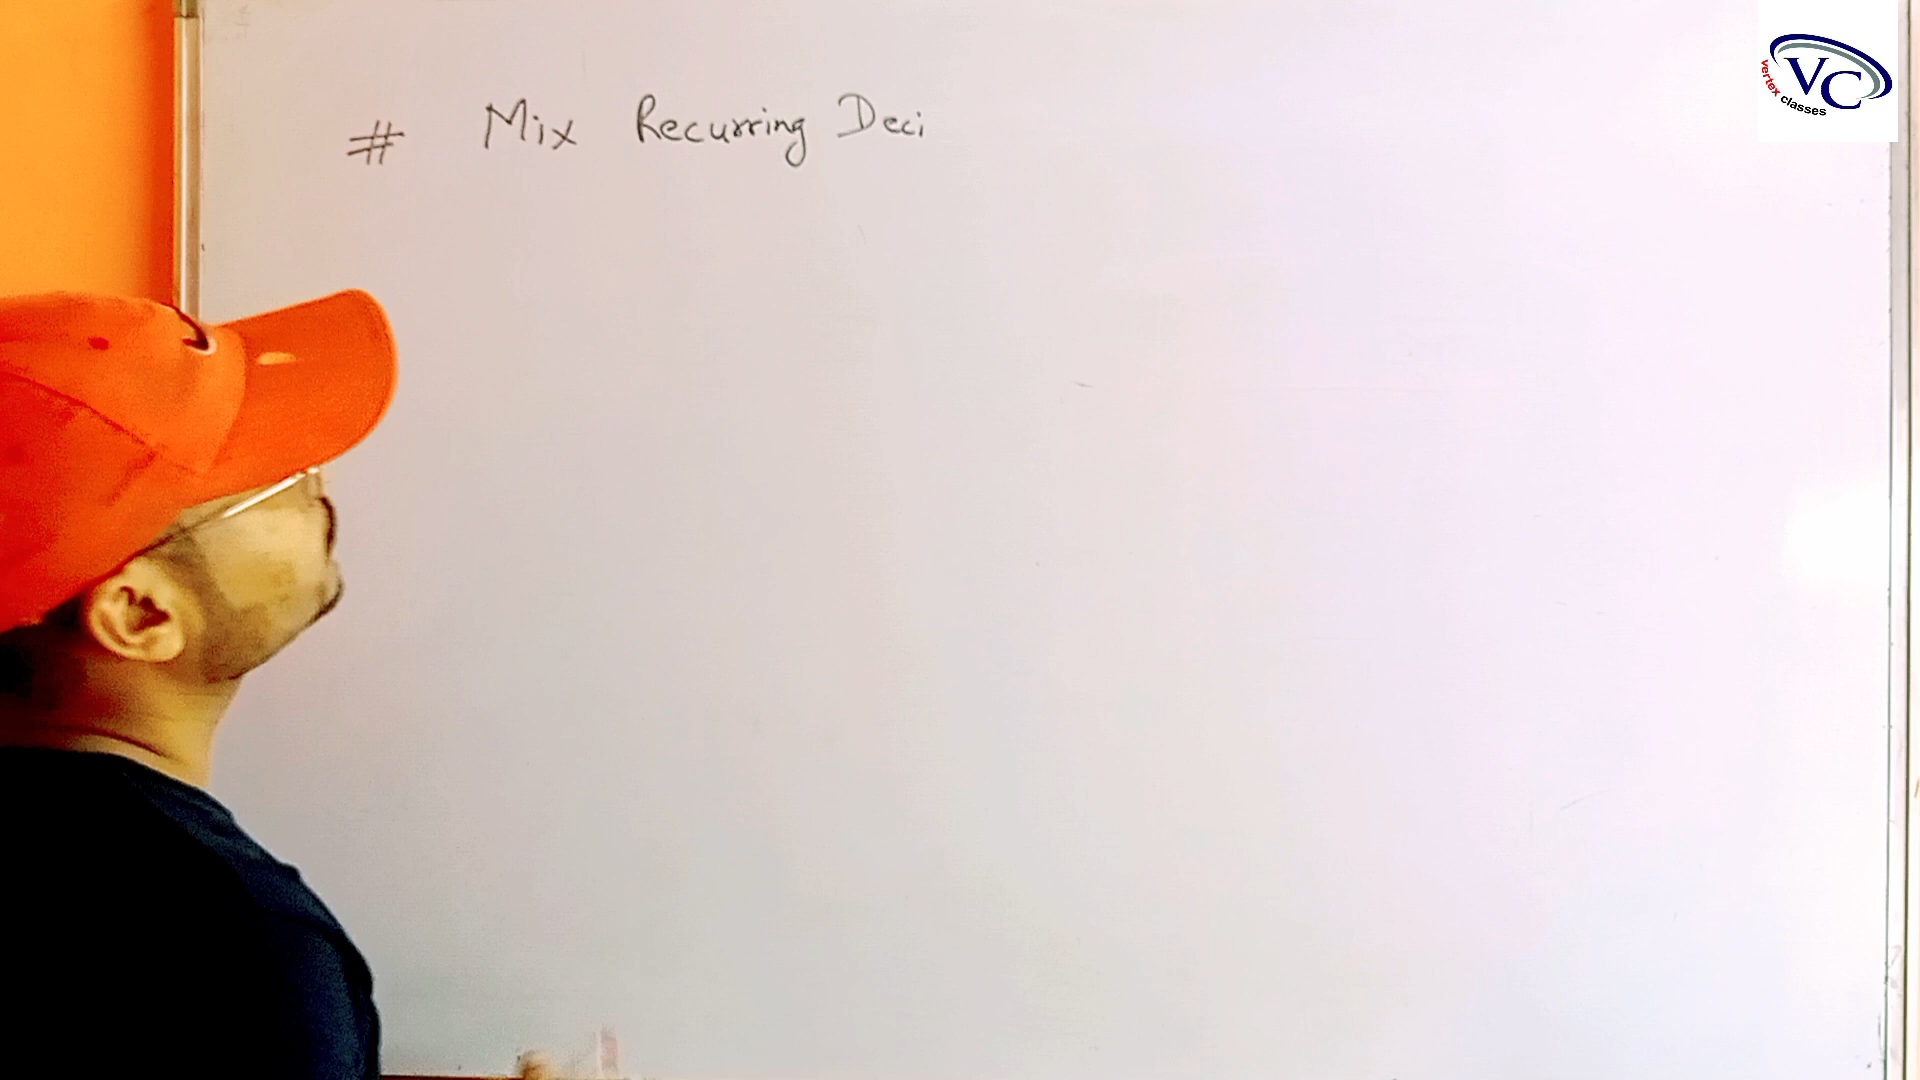 # Mix Recurring Deci
VC
vertex classes